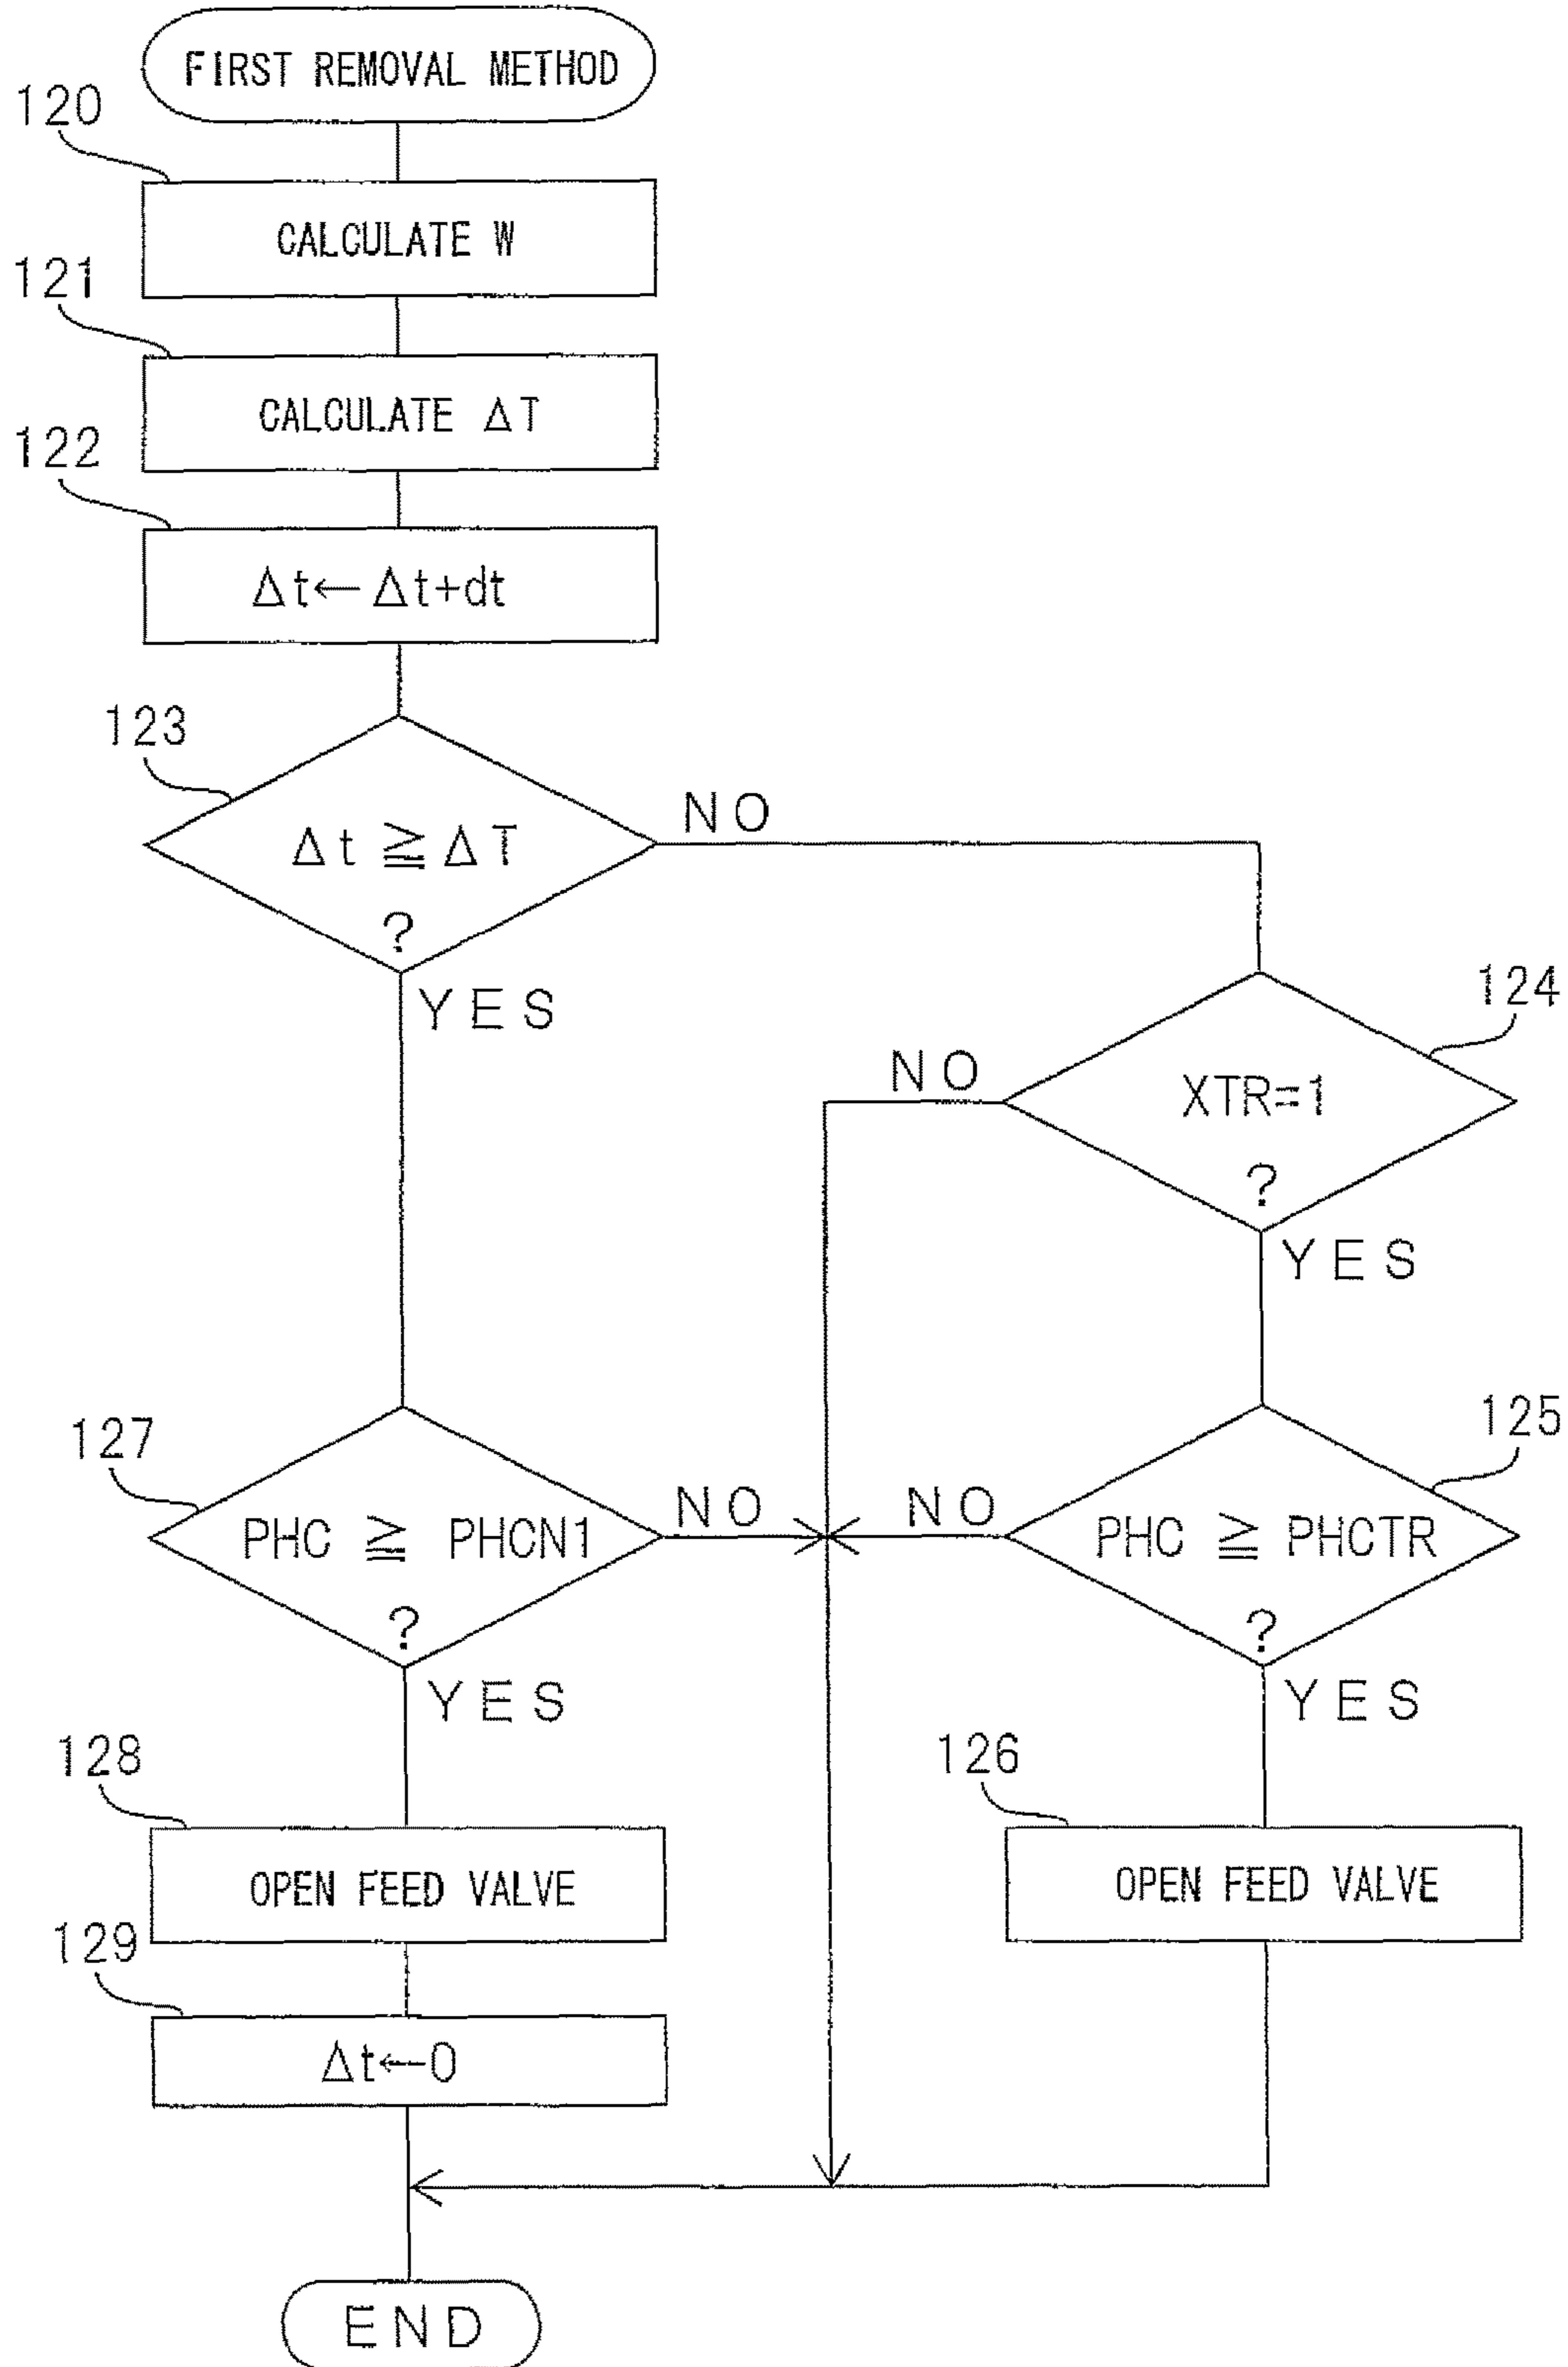 FIRST REMOVAL METHOD
120
CALCULATE W
121
CALCULATE ΔT
122
Δt←Δt+dt
123
Δt ≧ ΔT
?
NO
YES
124
XTR=1
?
NO
YES
127
PHC ≧ PHCN1
?
NO
YES
125
PHC ≧ PHCTR
?
NO
YES
128
OPEN FEED VALVE
126
OPEN FEED VALVE
129
Δt←0
END